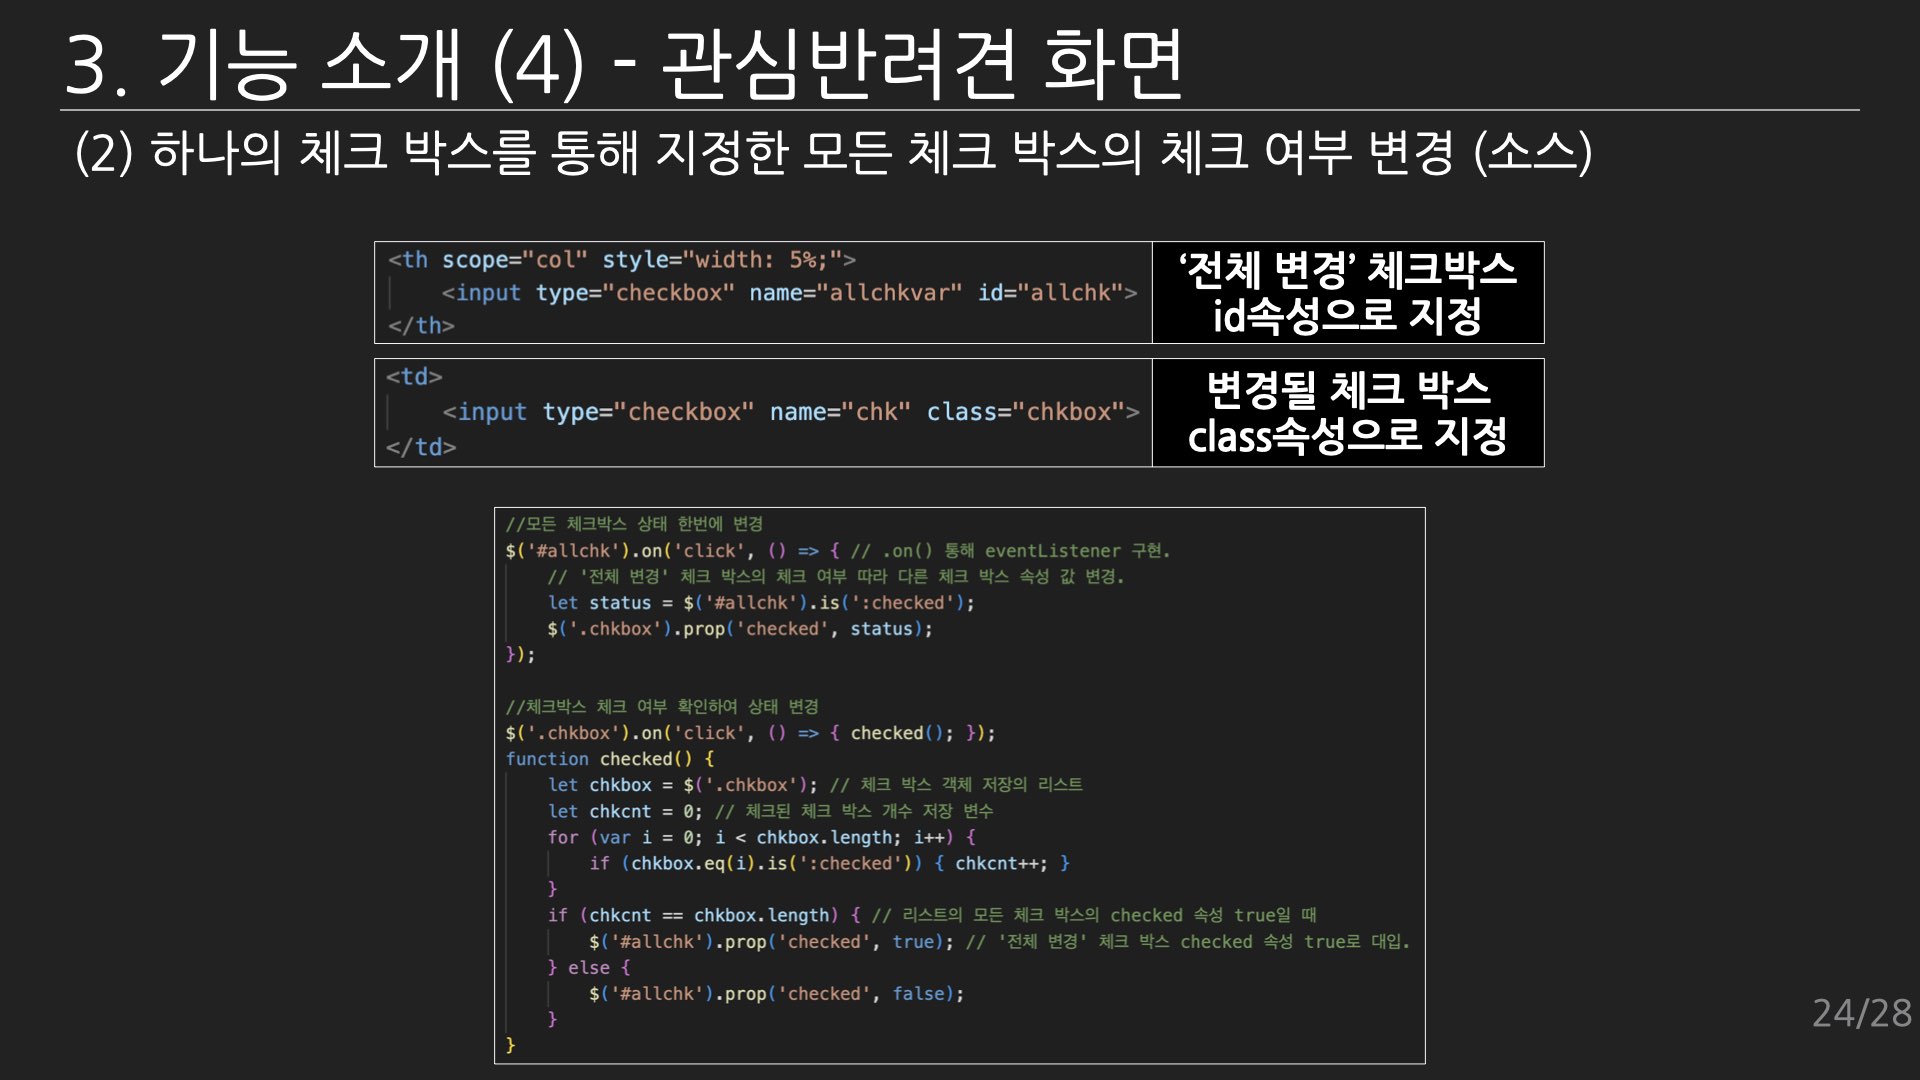 3. 기능 소개 (4) - 관심반려견 화면
(2) 하나의 체크 박스를 통해 지정한 모든 체크 박스의 체크 여부 변경 (소스)
<th scope="col" style="width: 5%;">
    <input type="checkbox" name="allchkvar" id="allchk">
</th>
‘전체 변경’ 체크박스
id속성으로 지정
<td>
    <input type="checkbox" name="chk" class="chkbox">
</td>
변경될 체크 박스
class속성으로 지정
//모든 체크박스 상태 한번에 변경
$('#allchk').on('click', () => { // .on() 통해 eventListener 구현.
    // '전체 변경' 체크 박스의 체크 여부 따라 다른 체크 박스 속성 값 변경.
    let status = $('#allchk').is(':checked');
    $('.chkbox').prop('checked', status);
});
//체크박스 체크 여부 확인하여 상태 변경
$('.chkbox').on('click', () => { checked(); });
function checked() {
    let chkbox = $('.chkbox'); // 체크 박스 객체 저장의 리스트
    let chkcnt = 0; // 체크된 체크 박스 개수 저장 변수
    for (var i = 0; i < chkbox.length; i++) {
        if (chkbox.eq(i).is(':checked')) { chkcnt++; }
    }
    if (chkcnt == chkbox.length) { // 리스트의 모든 체크 박스의 checked 속성 true일 때
        $('#allchk').prop('checked', true); // '전체 변경' 체크 박스 checked 속성 true로 대입.
    } else {
        $('#allchk').prop('checked', false);
    }
}
24/28